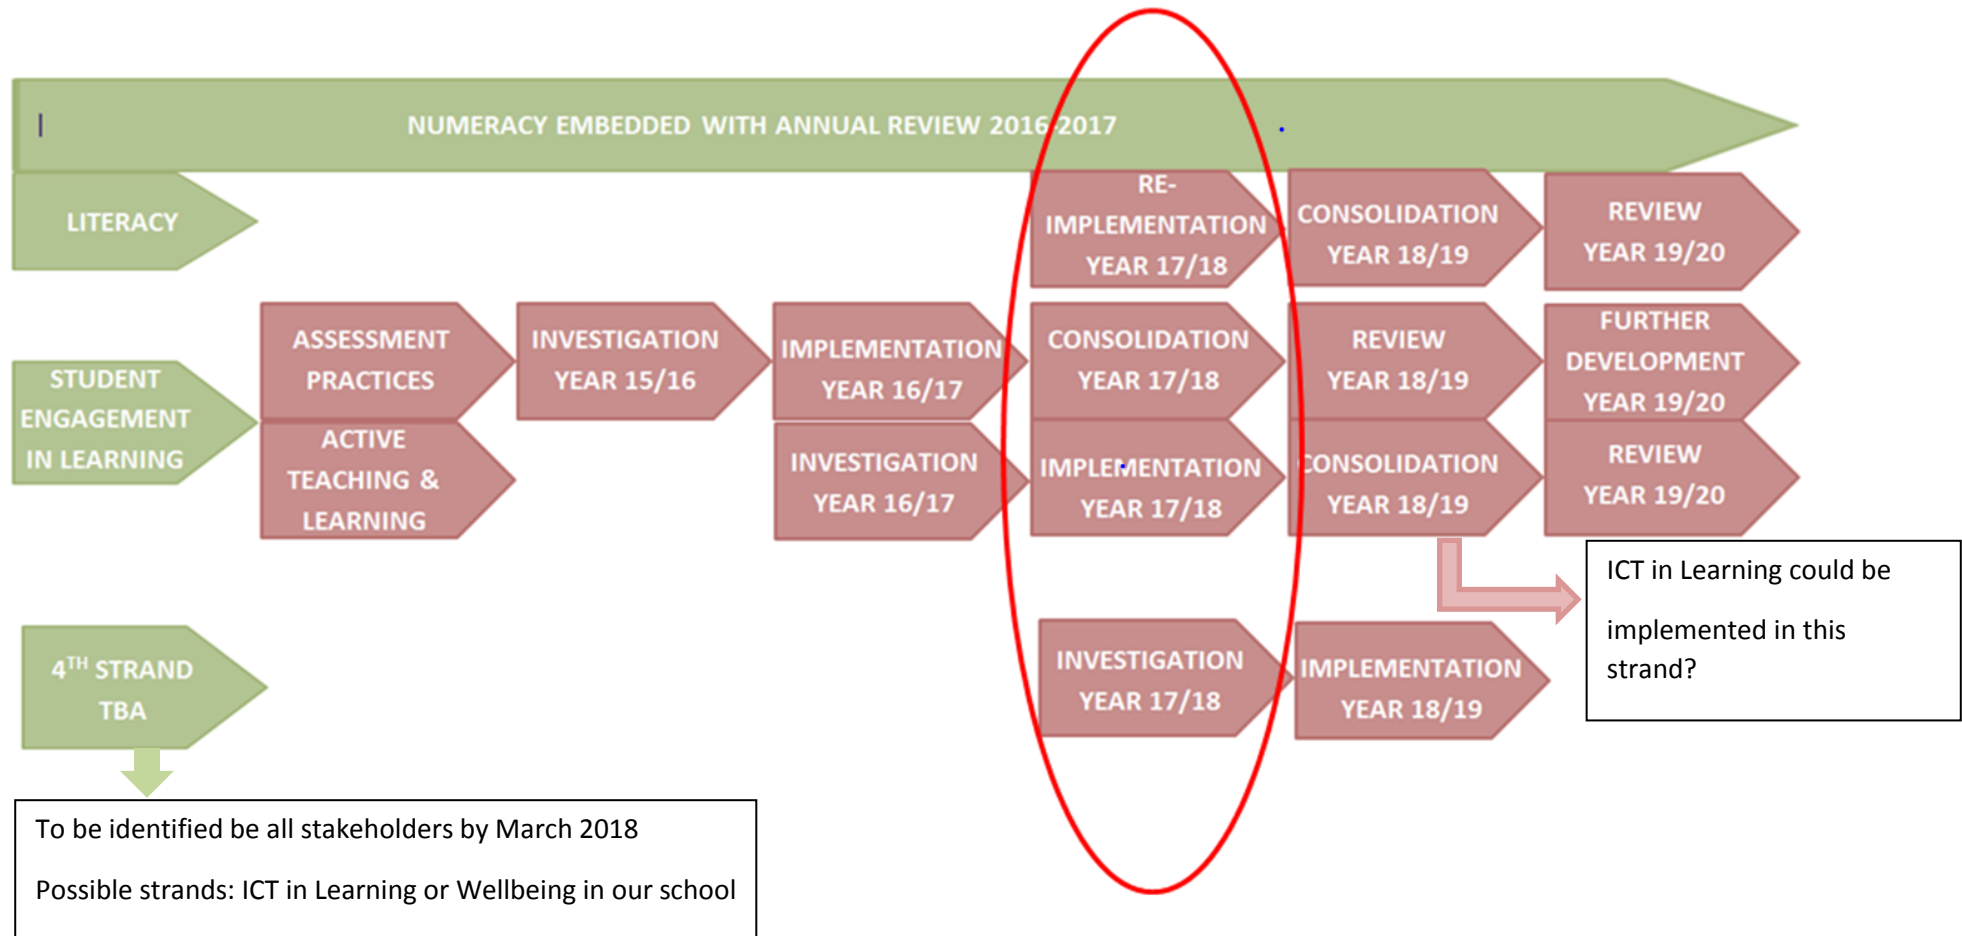 NUMERACY EMBEDDED WITH ANNUAL REVIEW 2016-2017
LITERACY
RE-
IMPLEMENTATION
YEAR 17/18
CONSOLIDATION
YEAR 18/19
REVIEW
YEAR 19/20
STUDENT
ENGAGEMENT
IN LEARNING
ASSESSMENT
PRACTICES
INVESTIGATION
YEAR 15/16
IMPLEMENTATION
YEAR 16/17
CONSOLIDATION
YEAR 17/18
REVIEW
YEAR 18/19
FURTHER
DEVELOPMENT
YEAR 19/20
ACTIVE
TEACHING &
LEARNING
INVESTIGATION
YEAR 16/17
IMPLEMENTATION
YEAR 17/18
CONSOLIDATION
YEAR 18/19
REVIEW
YEAR 19/20
ICT in Learning could be
implemented in this
strand?
4TH STRAND
TBA
INVESTIGATION
YEAR 17/18
IMPLEMENTATION
YEAR 18/19
To be identified be all stakeholders by March 2018
Possible strands: ICT in Learning or Wellbeing in our school